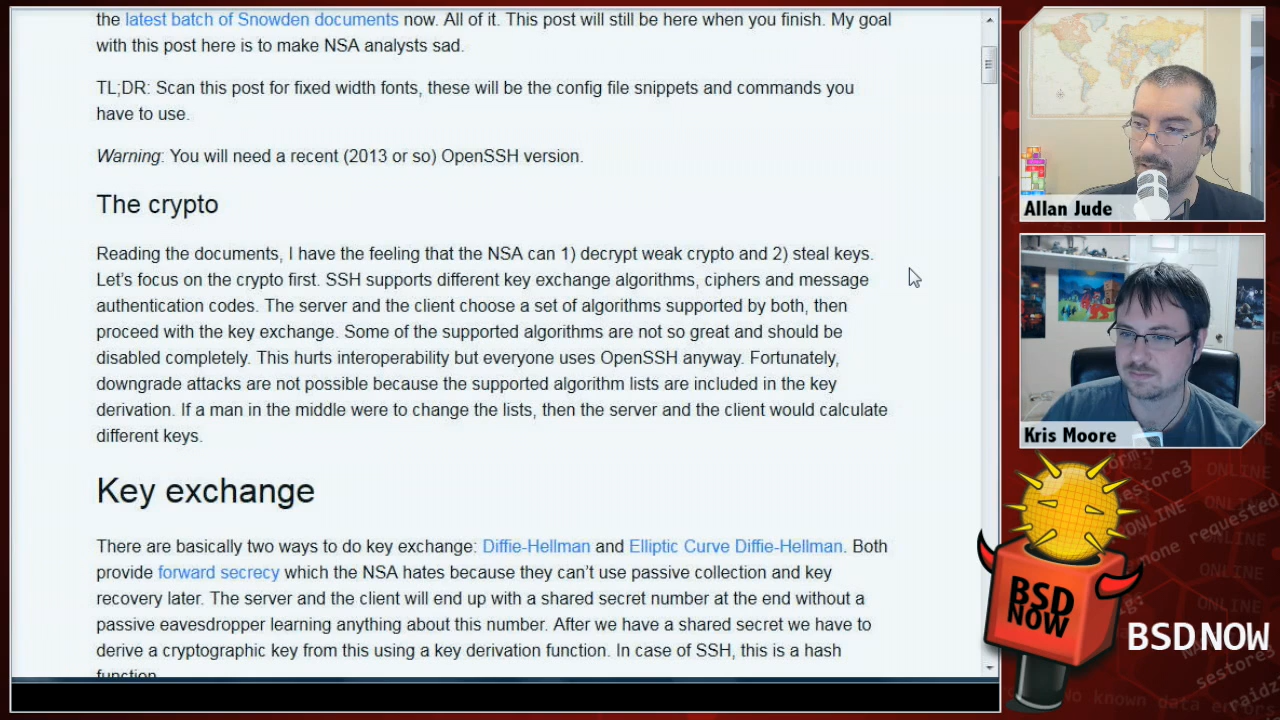 the latest batch of Snowden documents now. All of it. This post will still be here when you finish. My goal
with this post here is to make NSA analysts sad.
TL;DR: Scan this post for fixed width fonts, these will be the config file snippets and commands you
have to use.
Warning: You will need a recent (2013 or so) OpenSSH version.
The crypto
Reading the documents, I have the feeling that the NSA can 1) decrypt weak crypto and 2) steal keys.
Let's focus on the crypto first. SSH supports different key exchange algorithms, ciphers and message
authentication codes. The server and the client choose a set of algorithms supported by both, then
proceed with the key exchange. Some of the supported algorithms are not so great and should be
disabled completely. This hurts interoperability but everyone uses OpenSSH anyway. Fortunately,
downgrade attacks are not possible because the supported algorithm lists are included in the key
derivation. If a man in the middle were to change the lists, then the server and the client would calculate
different keys.
Key exchange
There are basically two ways to do key exchange: Diffie-Hellman and Elliptic Curve Diffie-Hellman. Both
provide forward secrecy which the NSA hates because they can't use passive collection and key
recovery later. The server and the client will end up with a shared secret number at the end without a
passive eavesdropper learning anything about this number. After we have a shared secret we have to
derive a cryptographic key from this using a key derivation function. In case of SSH, this is a hash
function
Allan Jude
Kris Moore
BSD
NOW
BSD NOW
ONLINE
ONLINE
ONLINE
none requested
ONLINE
ONLINE
No known data errors